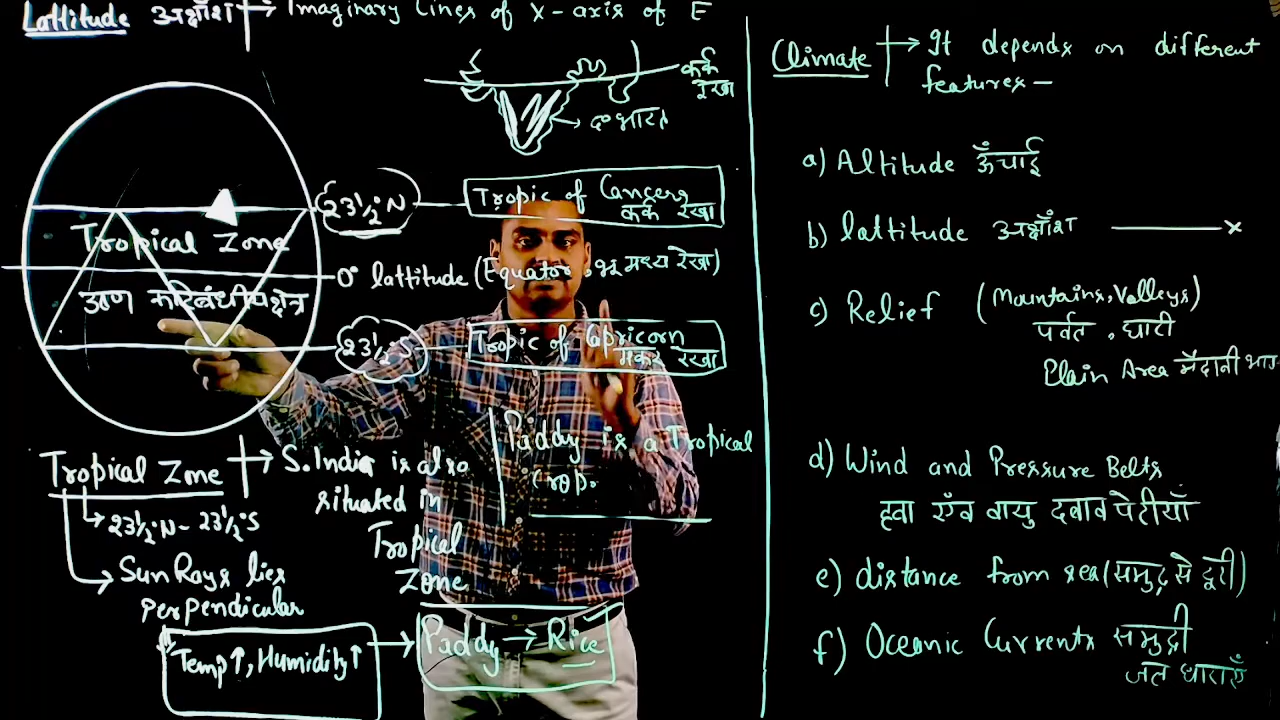 Lattitude अक्षाँश → Imaginary Lines of X-axis of E
कर्क
रेखा
→ द॰ भारत
23½°N — Tropic of Cancer
कर्क रेखा
Tropical Zone
0° lattitude (Equator, भू मध्य रेखा)
उष्ण कटिबंधीय क्षेत्र
23½°S — Tropic of Capricorn
मकर रेखा
Paddy is a Tropical
Crop.
Tropical Zone → S. India is also
situated in
Tropical
Zone
→ 23½°N - 23½°S
→ Sun Rays lies
perpendicular
Temp↑, Humidity↑ → Paddy → Rice
Climate → It depends on different
features —
a) Altitude ऊँचाई
b) lattitude अक्षाँश ——x
c) Relief (Mountains, Valleys)
पर्वत, घाटी
Plain Area मैदानी भाग
d) Wind and Pressure Belts
हवा एँव वायु दबाव पेटीयाँ
e) distance from sea (समुद्र से दूरी)
f) Oceanic Currents समुद्री
जल धाराएँ